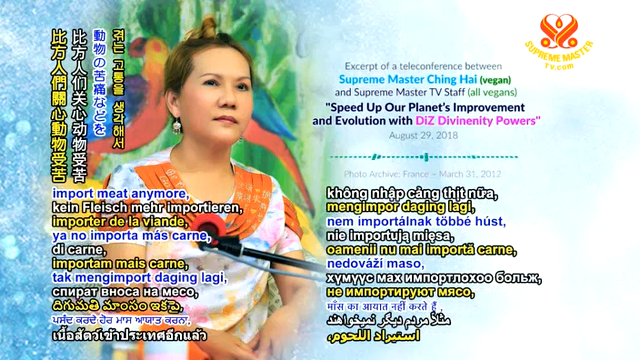 SUPREME MASTER
TV.com
Excerpt of a teleconference between
Supreme Master Ching Hai (vegan)
and Supreme Master TV Staff (all vegans)
"Speed Up Our Planet's Improvement
and Evolution with DiZ Divinenity Powers"
August 29, 2018
Photo Archive: France ~ March 31, 2012
겪는 고통을 생각해서
動物の苦痛などを
比方人们关心动物受苦
比方人們關心動物受苦
import meat anymore,
kein Fleisch mehr importieren,
importer de la viande,
ya no importa más carne,
di carne,
importam mais carne,
tak mengimport daging lagi,
спират вноса на месо,
దిగుమతి మాంసం ఇకపై,
ਪਸੰਦ ਕਰਦੇ ਹੋਰ ਮਾਸ ਆਯਾਤ ਕਰਨਾ,
เนื้อสัตว์เข้าประเทศอีกแล้ว
không nhập cảng thịt nữa,
mengimpor daging lagi,
nem importálnak többé húst,
nie importują mięsa,
oamenii nu mai importă carne,
nedováží maso,
хүмүүс мах импортлохоо больж,
не импортируют мясо,
मांस का आयात नहीं करते हैं,
مثلاً مردم دیگر نمیخواهند
استيراد اللحوم،